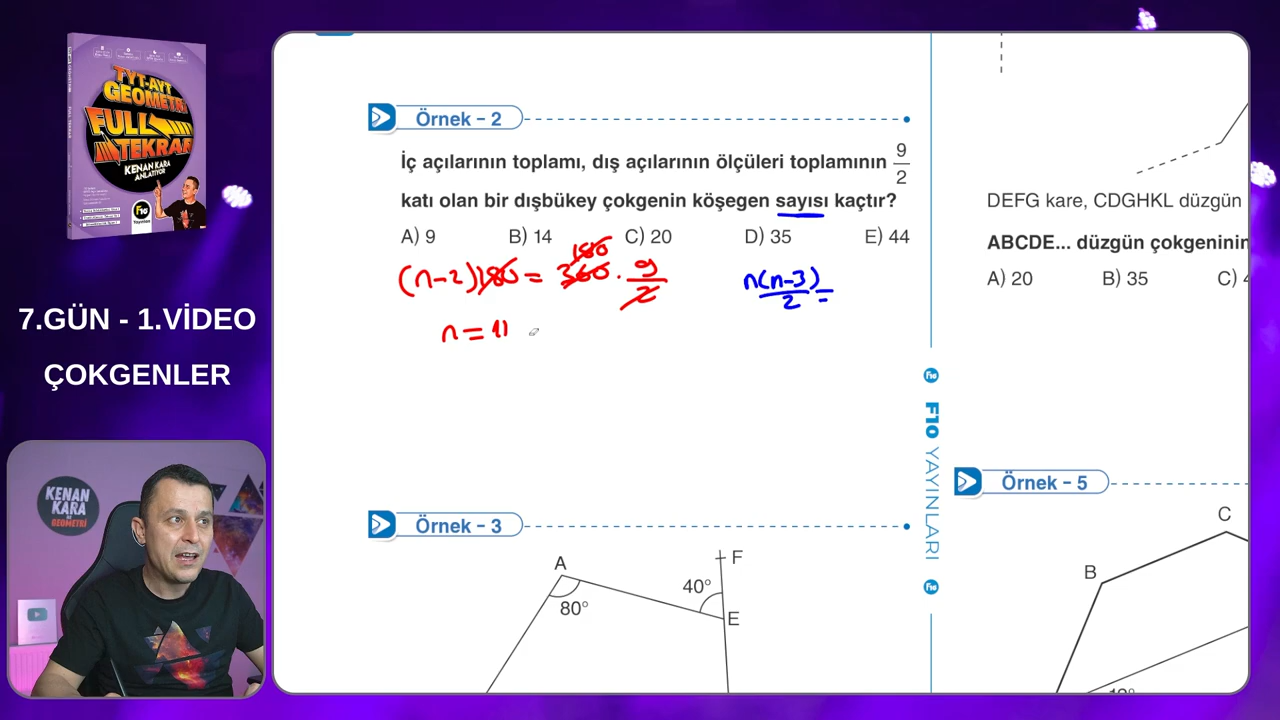 TYT-AYT
GEOMETRİ
FULL
TEKRAR
KENAN KARA
ANLATIYOR
F10
Yayınları
7.GÜN - 1.VİDEO
ÇOKGENLER
KENAN
KARA
GEOMETRİ
Örnek - 2
İç açılarının toplamı, dış açılarının ölçüleri toplamının 9/2
katı olan bir dışbükey çokgenin köşegen sayısı kaçtır?
A) 9 B) 14 C) 20 D) 35 E) 44
180
(n-2)180 = 360 . 9/2
n(n-3)/2 =
n = 11
Örnek - 3
A
80°
40°
F
E
F10 YAYINLARI
DEFG kare, CDGHKL düzgün
ABCDE... düzgün çokgeninin
A) 20 B) 35 C) 4
Örnek - 5
C
B